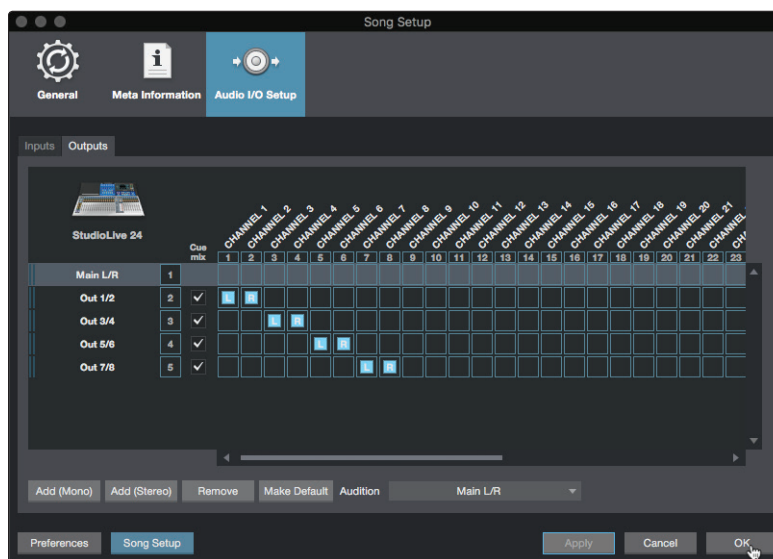 Song Setup
General
Meta Information
Audio I/O Setup
Inputs
Outputs
StudioLive 24
Cue
mix
CHANNEL 1
CHANNEL 2
CHANNEL 3
CHANNEL 4
CHANNEL 5
CHANNEL 6
CHANNEL 7
CHANNEL 8
CHANNEL 9
CHANNEL 10
CHANNEL 11
CHANNEL 12
CHANNEL 13
CHANNEL 14
CHANNEL 15
CHANNEL 16
CHANNEL 17
CHANNEL 18
CHANNEL 19
CHANNEL 20
CHANNEL 21
CHANNEL
CHA
1 2 3 4 5 6 7 8 9 10 11 12 13 14 15 16 17 18 19 20 21 22 23
Main L/R 1
Out 1/2 2 L R
Out 3/4 3 L R
Out 5/6 4 L R
Out 7/8 5 L R
Add (Mono) Add (Stereo) Remove Make Default Audition Main L/R
Preferences Song Setup Apply Cancel OK